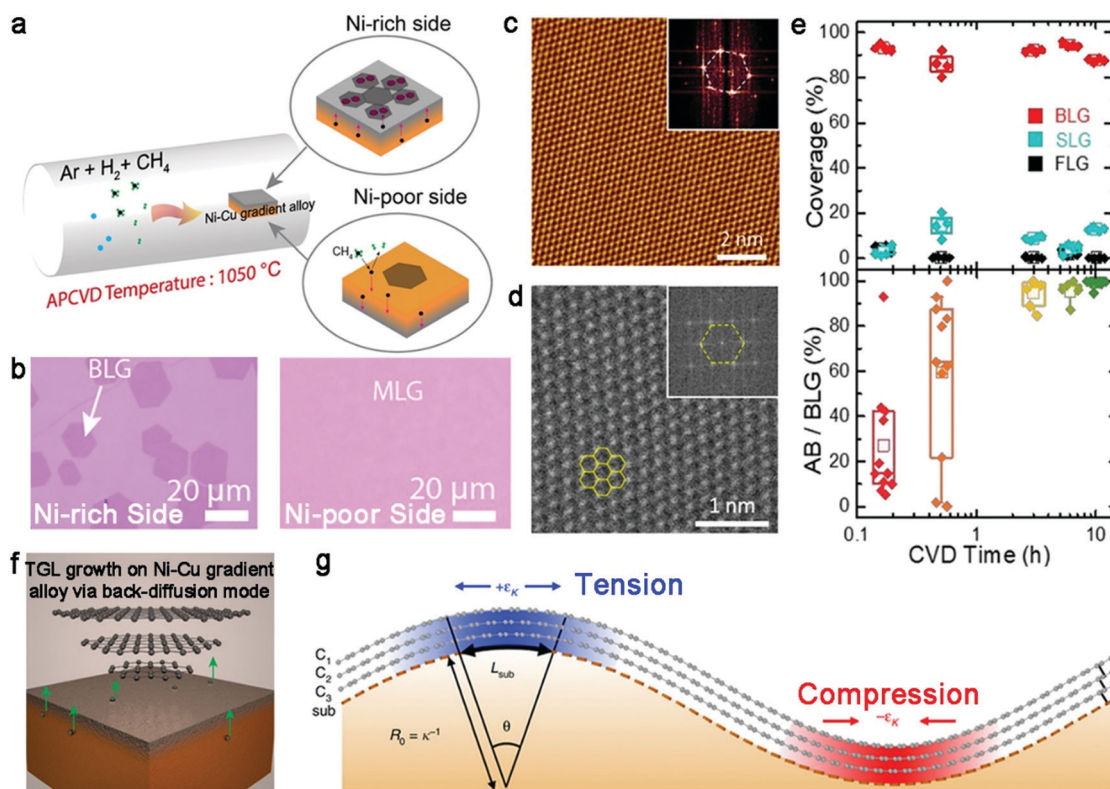 a
Ni-rich side
Ar + H₂+ CH₄
Ni-Cu gradient alloy
Ni-poor side
CH₄
APCVD Temperature : 1050 °C
b
BLG
20 µm
Ni-rich Side
MLG
20 µm
Ni-poor Side
c
2 nm
d
1 nm
e
100
80
60
40
20
0
Coverage (%)
BLG
SLG
FLG
100
80
60
40
20
0
AB / BLG (%)
0.1
1
10
CVD Time (h)
f
TGL growth on Ni-Cu gradient
alloy via back-diffusion mode
g
+εκ
Tension
C₁
C₂
C₃
sub
Lsub
R₀ = κ⁻¹
θ
Compression
−εκ